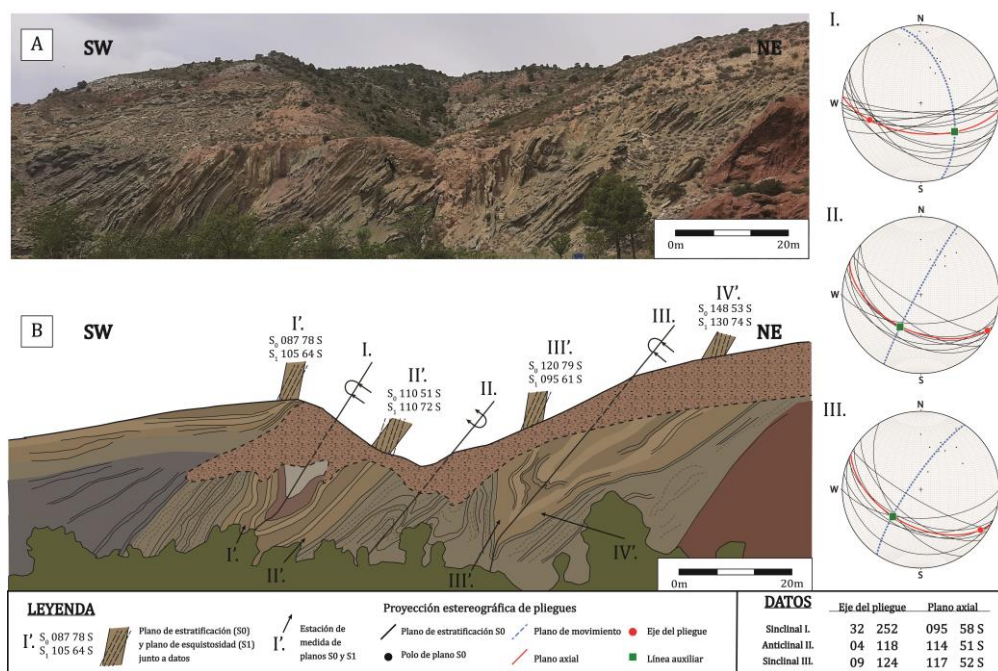 A
SW
NE
0m 20m
B
SW
NE
I'.
S₀ 087 78 S
S₁ 105 64 S
I.
II'.
S₀ 110 51 S
S₁ 110 72 S
II.
III'.
S₀ 120 79 S
S₁ 095 61 S
III.
IV'.
S₀ 148 53 S
S₁ 130 74 S
I'.
II'.
III'.
IV'.
0m 20m
I.
N
W
E
S
II.
N
W
E
S
III.
N
W
E
S
LEYENDA
I'. S₀ 087 78 S
S₁ 105 64 S
Plano de estratificación (S0)
y plano de esquistosidad (S1)
junto a datos
I'.
Estación de
medida de
planos S0 y S1
Proyección estereográfica de pliegues
Plano de estratificación S0
Plano de movimiento
Eje del pliegue
Polo de plano S0
Plano axial
Línea auxiliar
DATOS Eje del pliegue Plano axial
Sinclinal I. 32 252 095 58 S
Anticlinal II. 04 118 114 51 S
Sinclinal III. 09 124 117 52 S